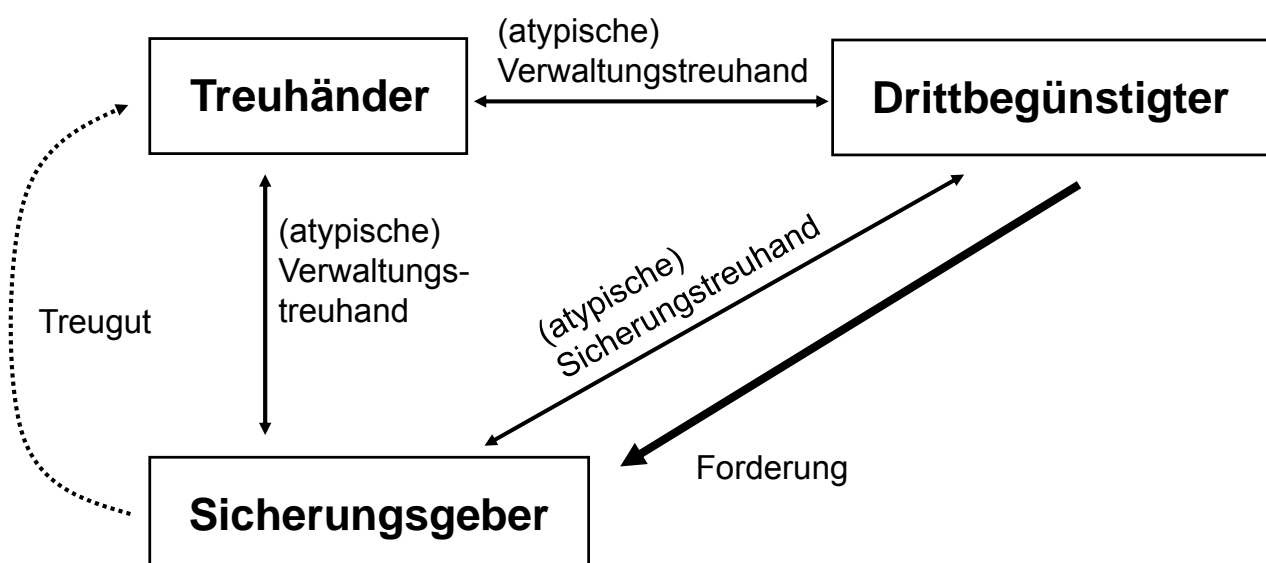 (atypische)
Verwaltungstreuhand
Treuhänder
Drittbegünstigter
(atypische)
Verwaltungs-
treuhand
(atypische)
Sicherungstreuhand
Treugut
Forderung
Sicherungsgeber